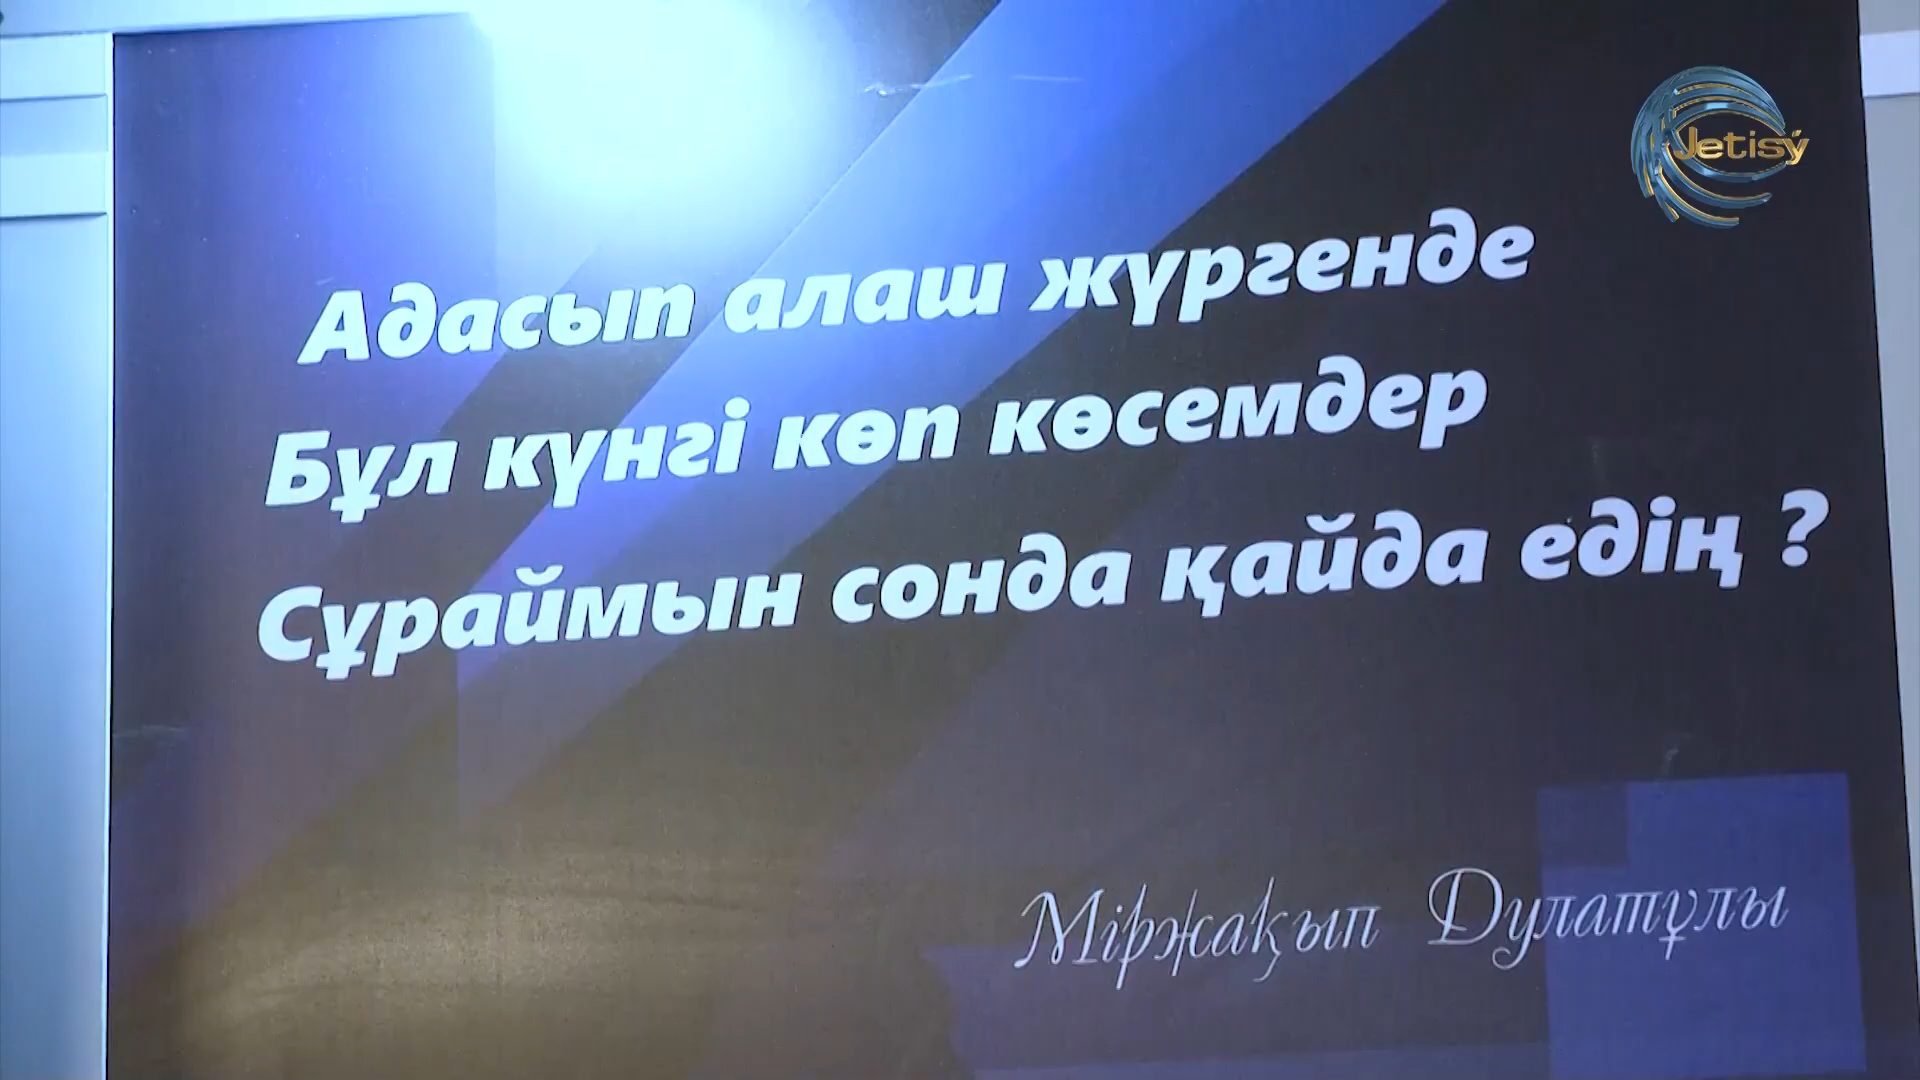 Jetisý
Адасып алаш жүргенде
Бұл күнгі көп көсемдер
Сұраймын сонда қайда едің ?
Міржақып Дулатұлы